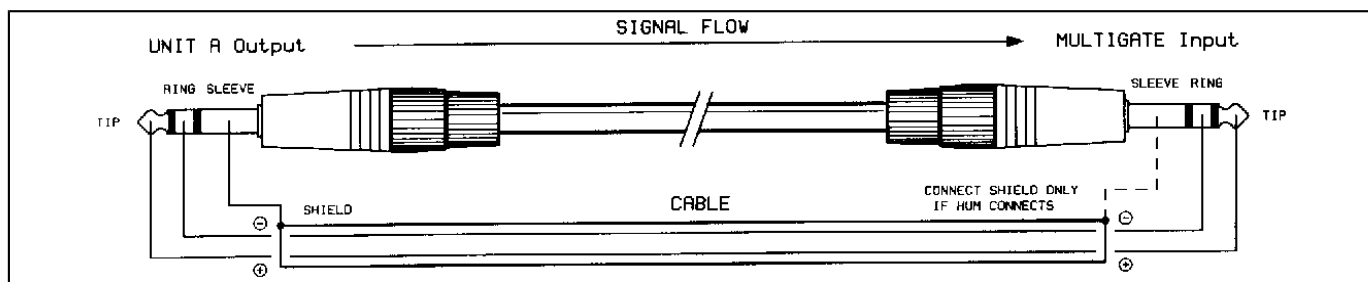 SIGNAL FLOW
UNIT A Output
MULTIGATE Input
RING SLEEVE
SLEEVE RING
TIP
TIP
CONNECT SHIELD ONLY
IF HUM CONNECTS
SHIELD
CABLE
⊖
⊖
⊕
⊕